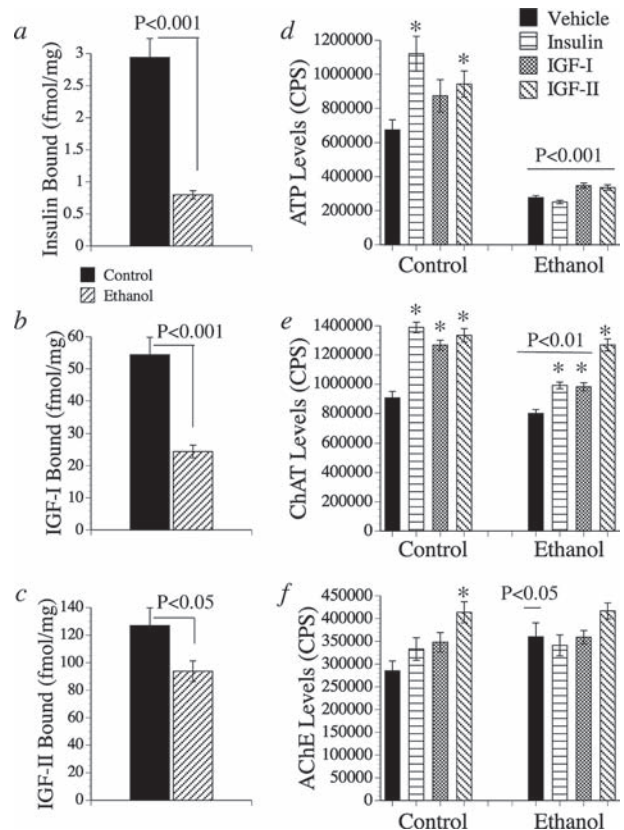 a
P<0.001
3
2.5
2
1.5
1
0.5
0
Insulin Bound (fmol/mg)
Control
Ethanol
b
P<0.001
60
50
40
30
20
10
0
IGF-I Bound (fmol/mg)
c
P<0.05
140
120
100
80
60
40
20
0
IGF-II Bound (fmol/mg)
Vehicle
Insulin
IGF-I
IGF-II
d
1200000
1000000
800000
600000
400000
200000
0
ATP Levels (CPS)
* *
P<0.001
Control Ethanol
e
1400000
1200000
1000000
800000
600000
400000
200000
0
ChAT Levels (CPS)
* * *
P<0.01
* * *
Control Ethanol
f
450000
400000
350000
300000
250000
200000
150000
100000
50000
0
AChE Levels (CPS)
*
P<0.05
Control Ethanol